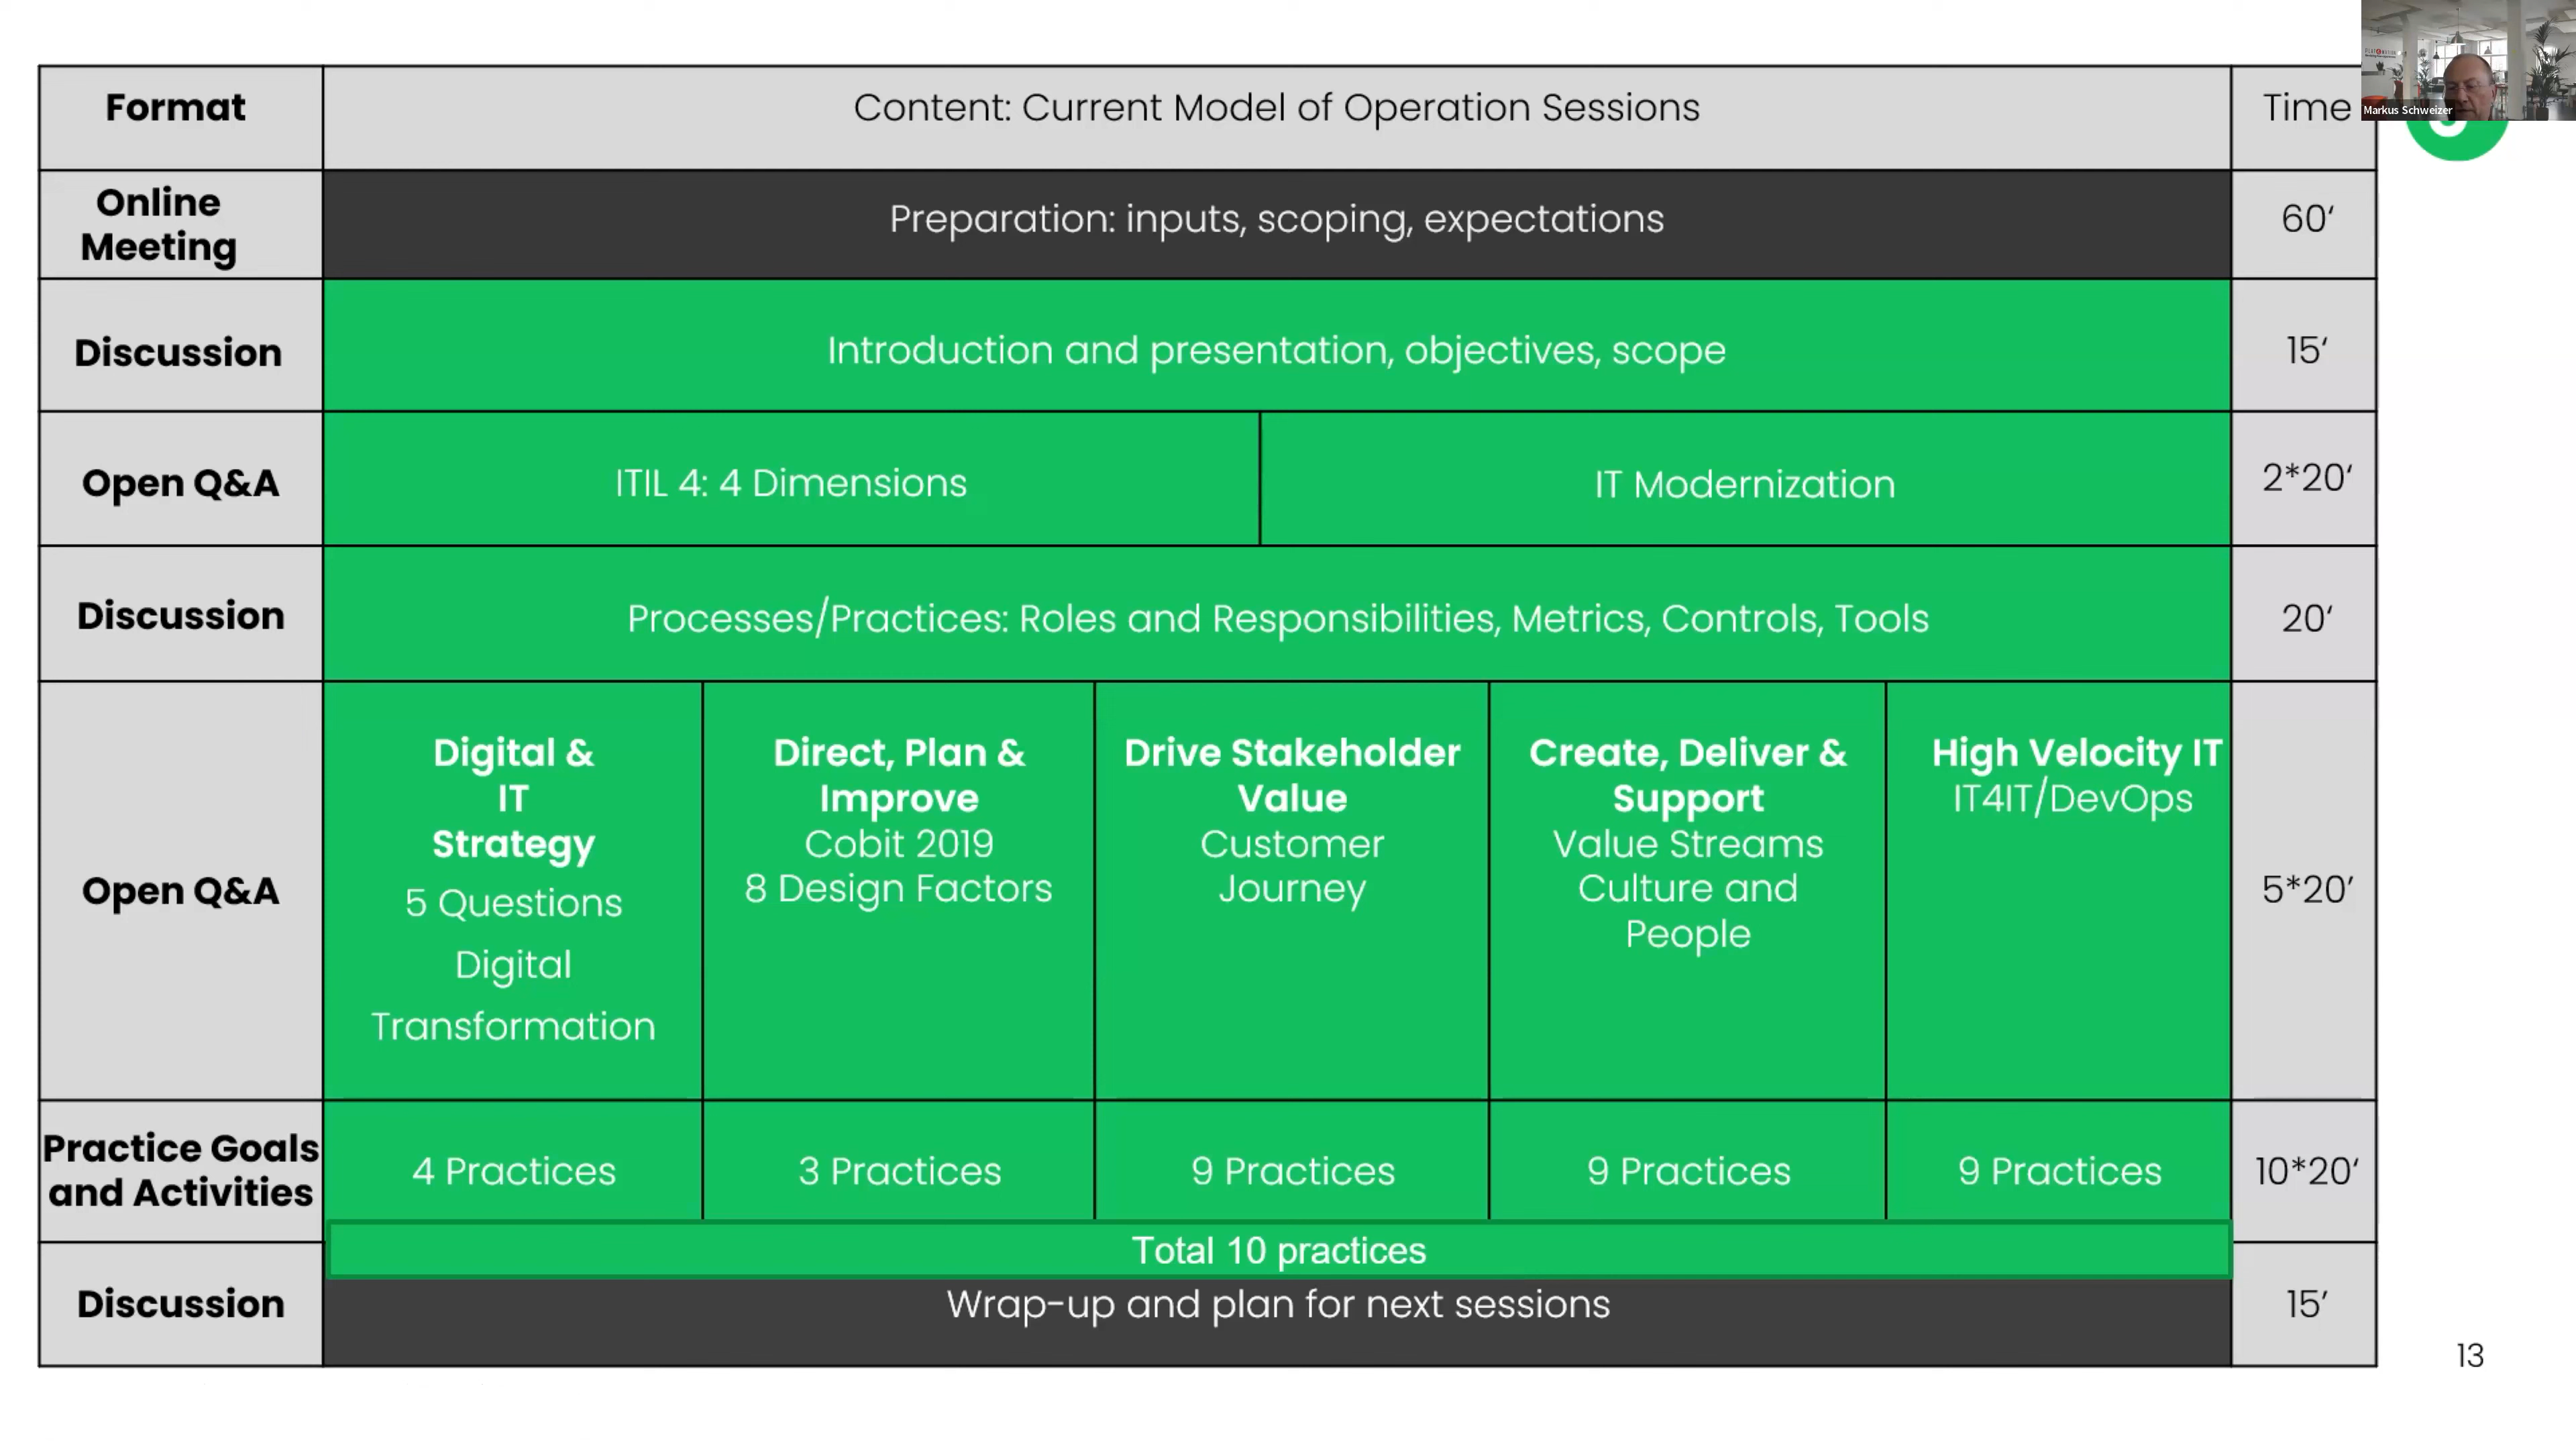 Format
Content: Current Model of Operation Sessions
Time
Markus Schweizer
Online
Meeting
Preparation: inputs, scoping, expectations
60‘
Discussion
Introduction and presentation, objectives, scope
15‘
Open Q&A
ITIL 4: 4 Dimensions
IT Modernization
2*20‘
Discussion
Processes/Practices: Roles and Responsibilities, Metrics, Controls, Tools
20‘
Open Q&A
Digital &
IT
Strategy
5 Questions
Digital
Transformation
Direct, Plan &
Improve
Cobit 2019
8 Design Factors
Drive Stakeholder
Value
Customer
Journey
Create, Deliver &
Support
Value Streams
Culture and
People
High Velocity IT
IT4IT/DevOps
5*20’
Practice Goals
and Activities
4 Practices
3 Practices
9 Practices
9 Practices
9 Practices
10*20‘
Total 10 practices
Discussion
Wrap-up and plan for next sessions
15’
13